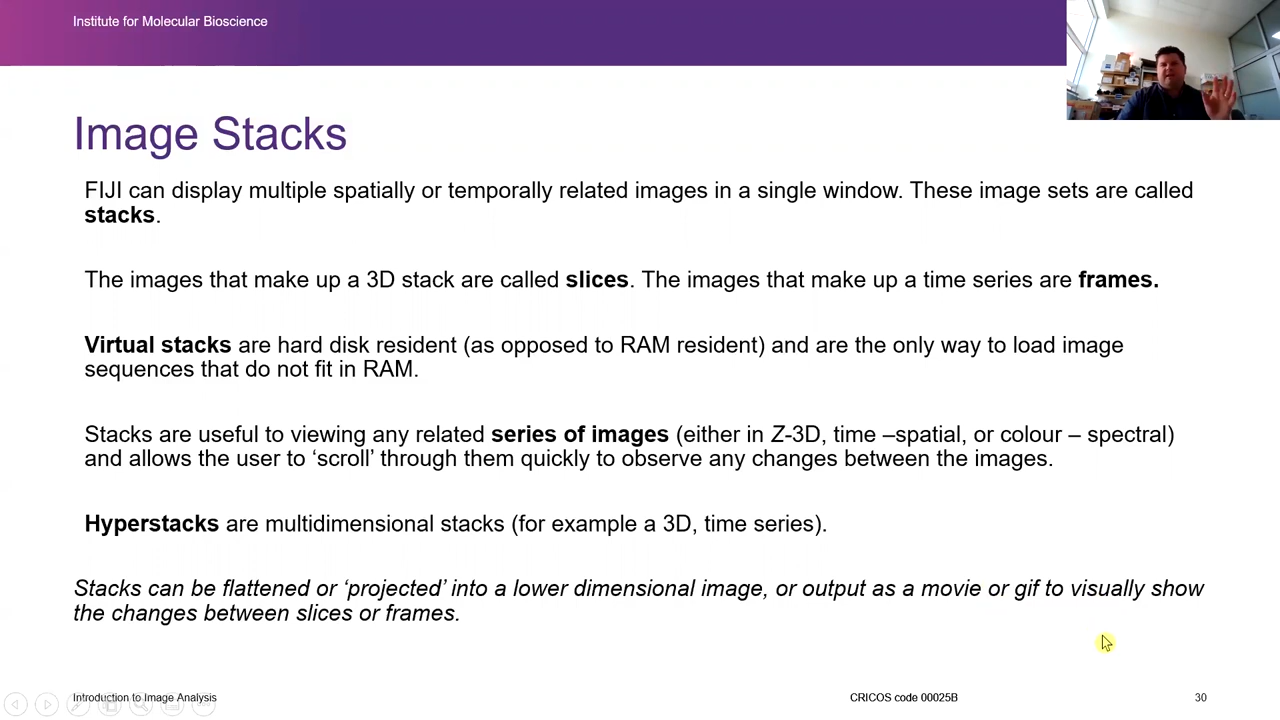 Institute for Molecular Bioscience
Image Stacks
FIJI can display multiple spatially or temporally related images in a single window. These image sets are called
stacks.
The images that make up a 3D stack are called slices. The images that make up a time series are frames.
Virtual stacks are hard disk resident (as opposed to RAM resident) and are the only way to load image
sequences that do not fit in RAM.
Stacks are useful to viewing any related series of images (either in Z-3D, time –spatial, or colour – spectral)
and allows the user to ‘scroll’ through them quickly to observe any changes between the images.
Hyperstacks are multidimensional stacks (for example a 3D, time series).
Stacks can be flattened or ‘projected’ into a lower dimensional image, or output as a movie or gif to visually show
the changes between slices or frames.
Introduction to Image Analysis
CRICOS code 00025B
30